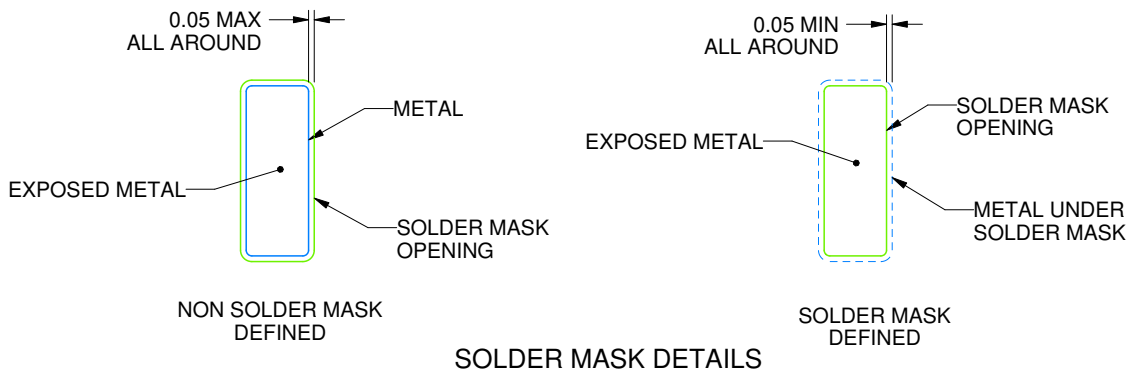 0.05 MAX
ALL AROUND
METAL
EXPOSED METAL
SOLDER MASK
OPENING
NON SOLDER MASK
DEFINED
0.05 MIN
ALL AROUND
SOLDER MASK
OPENING
EXPOSED METAL
METAL UNDER
SOLDER MASK
SOLDER MASK
DEFINED
SOLDER MASK DETAILS